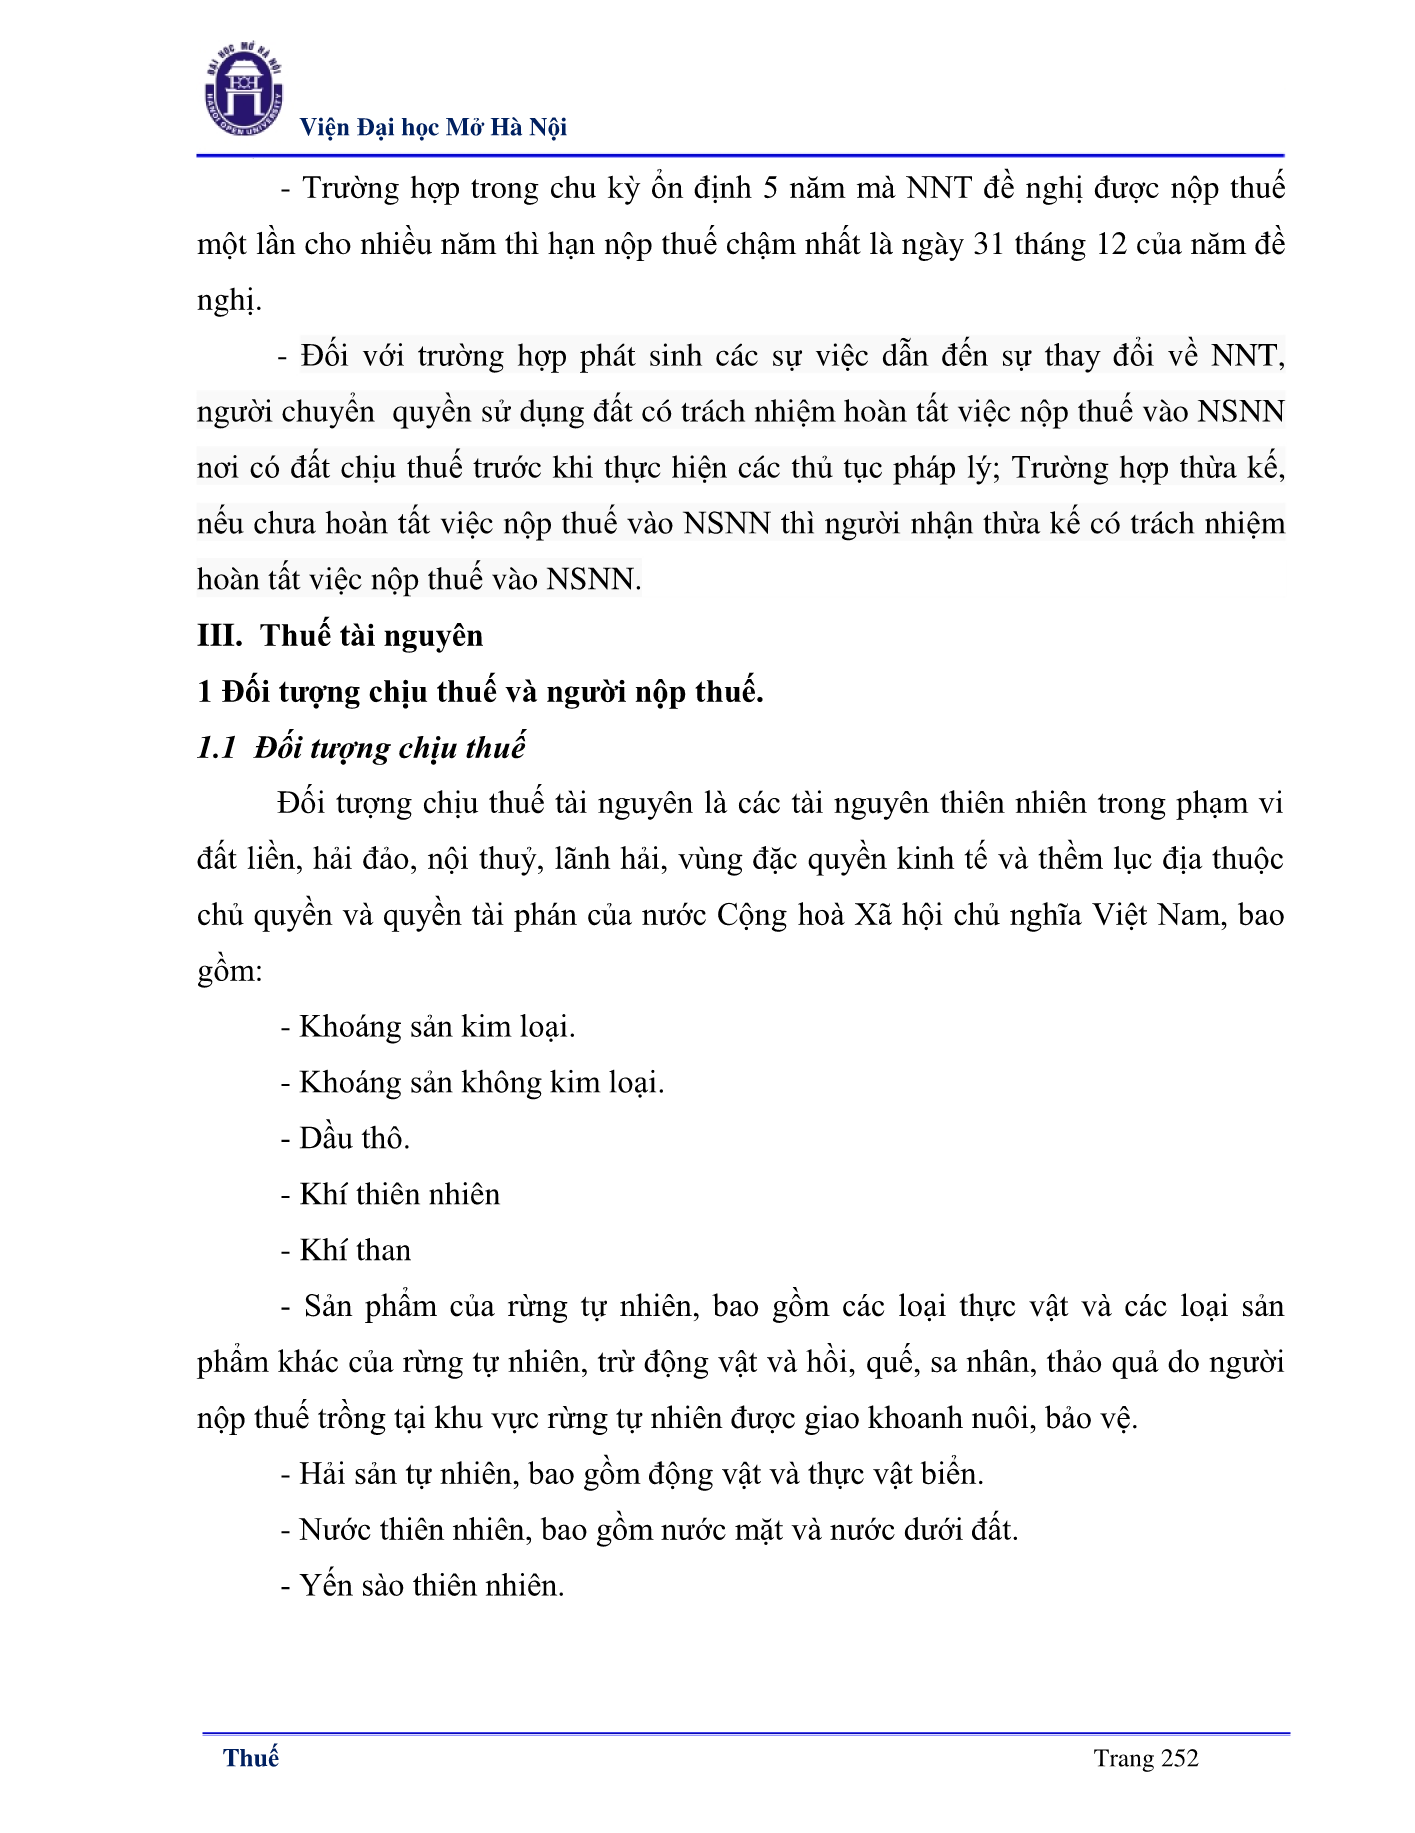 ĐẠI HỌC MỞ HÀ NỘI
HANOI OPEN UNIVERSITY
Viện Đại học Mở Hà Nội
- Trường hợp trong chu kỳ ổn định 5 năm mà NNT đề nghị được nộp thuế
một lần cho nhiều năm thì hạn nộp thuế chậm nhất là ngày 31 tháng 12 của năm đề
nghị.
- Đối với trường hợp phát sinh các sự việc dẫn đến sự thay đổi về NNT,
người chuyển quyền sử dụng đất có trách nhiệm hoàn tất việc nộp thuế vào NSNN
nơi có đất chịu thuế trước khi thực hiện các thủ tục pháp lý; Trường hợp thừa kế,
nếu chưa hoàn tất việc nộp thuế vào NSNN thì người nhận thừa kế có trách nhiệm
hoàn tất việc nộp thuế vào NSNN.
III. Thuế tài nguyên
1 Đối tượng chịu thuế và người nộp thuế.
1.1 Đối tượng chịu thuế
Đối tượng chịu thuế tài nguyên là các tài nguyên thiên nhiên trong phạm vi
đất liền, hải đảo, nội thuỷ, lãnh hải, vùng đặc quyền kinh tế và thềm lục địa thuộc
chủ quyền và quyền tài phán của nước Cộng hoà Xã hội chủ nghĩa Việt Nam, bao
gồm:
- Khoáng sản kim loại.
- Khoáng sản không kim loại.
- Dầu thô.
- Khí thiên nhiên
- Khí than
- Sản phẩm của rừng tự nhiên, bao gồm các loại thực vật và các loại sản
phẩm khác của rừng tự nhiên, trừ động vật và hồi, quế, sa nhân, thảo quả do người
nộp thuế trồng tại khu vực rừng tự nhiên được giao khoanh nuôi, bảo vệ.
- Hải sản tự nhiên, bao gồm động vật và thực vật biển.
- Nước thiên nhiên, bao gồm nước mặt và nước dưới đất.
- Yến sào thiên nhiên.
Thuế
Trang 252